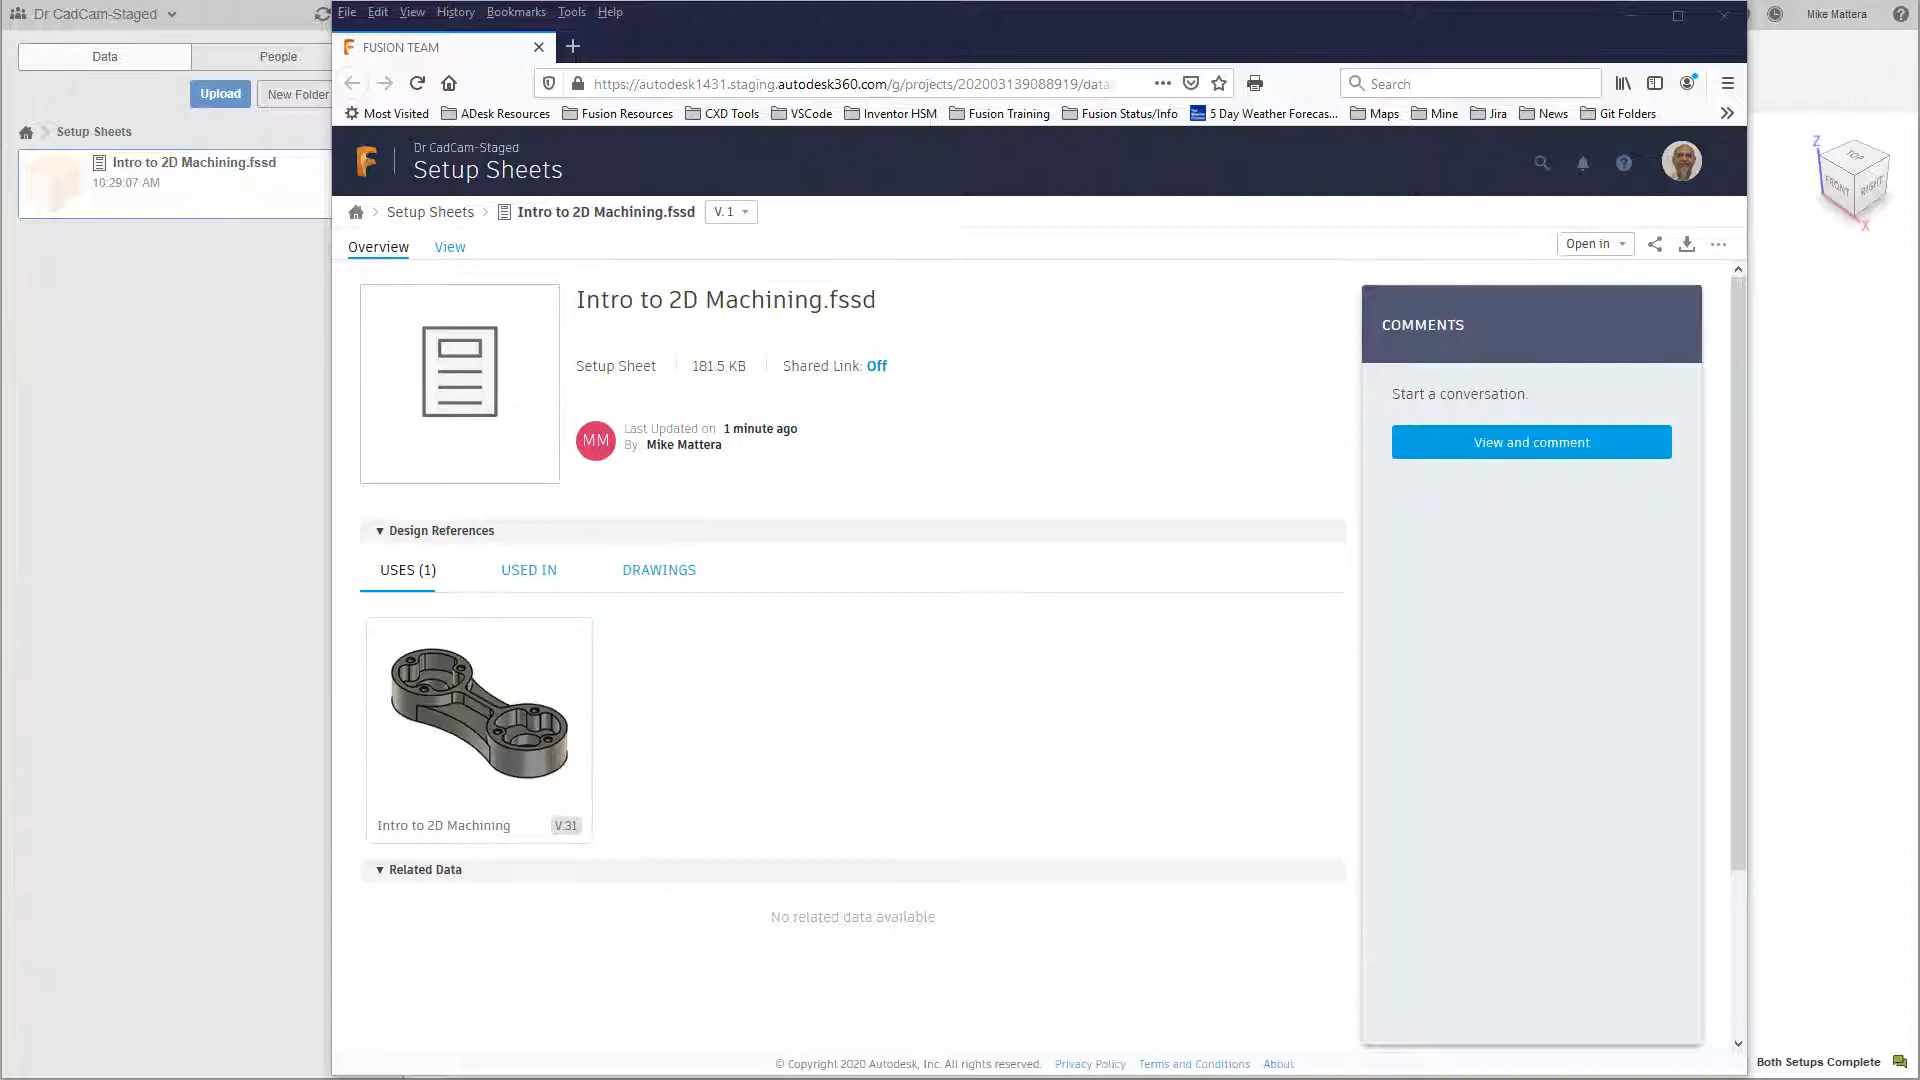 Dr CadCam-Staged
File Edit View History Bookmarks Tools Help
Mike Mattera
Data People
FUSION TEAM
Upload New Folder
https://autodesk1431.staging.autodesk360.com/g/projects/202003139088919/data
Search
Most Visited ADesk Resources Fusion Resources CXD Tools VSCode Inventor HSM Fusion Training Fusion Status/Info 5 Day Weather Forecas... Maps Mine Jira News Git Folders
Setup Sheets
Intro to 2D Machining.fssd
10:29:07 AM
Dr CadCam-Staged
Setup Sheets
Z
TOP
FRONT RIGHT
X
Setup Sheets Intro to 2D Machining.fssd V. 1
Overview View
Open in
Intro to 2D Machining.fssd
Setup Sheet 181.5 KB Shared Link: Off
MM
Last Updated on 1 minute ago
By Mike Mattera
COMMENTS
Start a conversation.
View and comment
Design References
USES (1) USED IN DRAWINGS
Intro to 2D Machining V.31
Related Data
No related data available
© Copyright 2020 Autodesk, Inc. All rights reserved. Privacy Policy Terms and Conditions About
Both Setups Complete